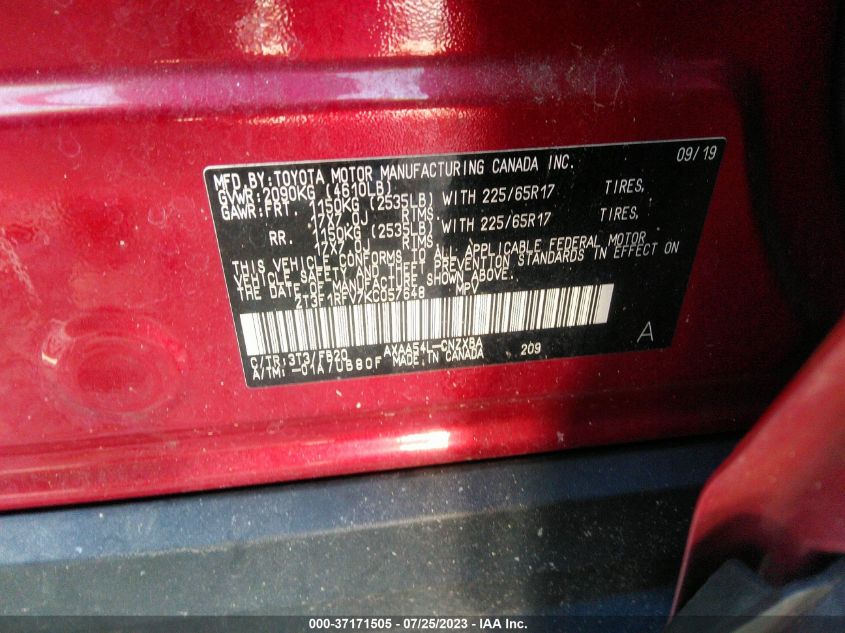 MFD.BY:TOYOTA MOTOR MANUFACTURING CANADA INC. 09/19
GVWR:2090KG (4610LB)
GAWR:FRT. 1150KG (2535LB) WITH 225/65R17 TIRES,
17X7.0J RIMS,
RR. 1150KG (2535LB) WITH 225/65R17 TIRES,
17X7.0J RIMS,
THIS VEHICLE CONFORMS TO ALL APPLICABLE FEDERAL MOTOR
VEHICLE SAFETY AND THEFT PREVENTION STANDARDS IN EFFECT ON
THE DATE OF MANUFACTURE SHOWN ABOVE.
2T3F1RFV7KC057648 MPV
A
C/TR:3T3/FB20 AXAA54L-CNZXBA 209
A/TM:-01A/UB80F MADE IN CANADA
000-37171505 - 07/25/2023 - IAA Inc.